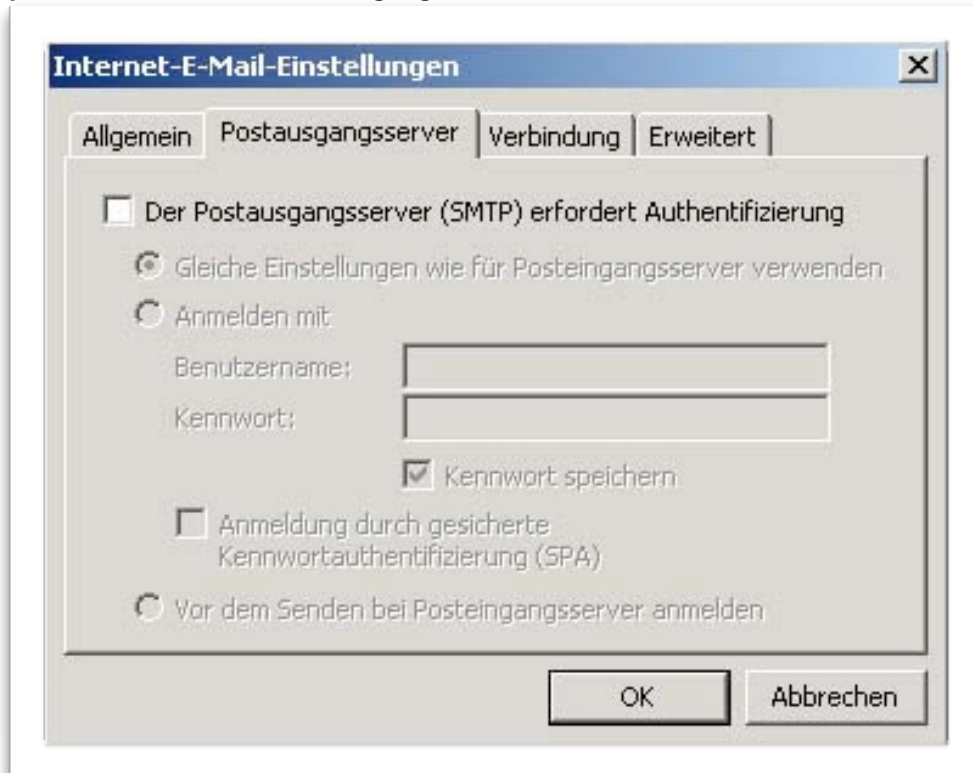 Internet-E-Mail-Einstellungen
Allgemein Postausgangsserver Verbindung Erweitert
Der Postausgangsserver (SMTP) erfordert Authentifizierung
Gleiche Einstellungen wie für Posteingangsserver verwenden
Anmelden mit
Benutzername:
Kennwort:
Kennwort speichern
Anmeldung durch gesicherte
Kennwortauthentifizierung (SPA)
Vor dem Senden bei Posteingangsserver anmelden
OK Abbrechen